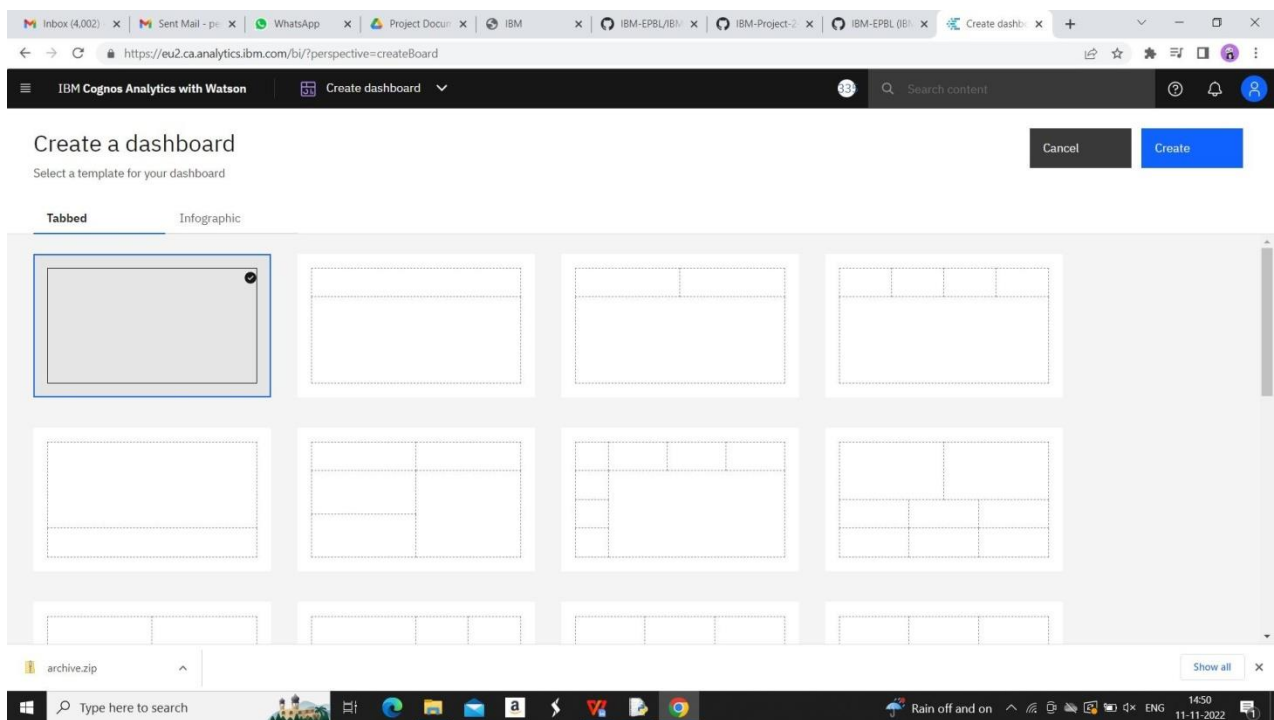 Inbox (4,002) Sent Mail - pe WhatsApp Project Docum IBM IBM-EPBL/IBM IBM-Project-2 IBM-EPBL (IBM Create dashbo
https://eu2.ca.analytics.ibm.com/bi/?perspective=createBoard
IBM Cognos Analytics with Watson Create dashboard Search content
Create a dashboard
Cancel Create
Select a template for your dashboard
Tabbed Infographic
archive.zip Show all
Type here to search a Rain off and on ENG 14:50
11-11-2022